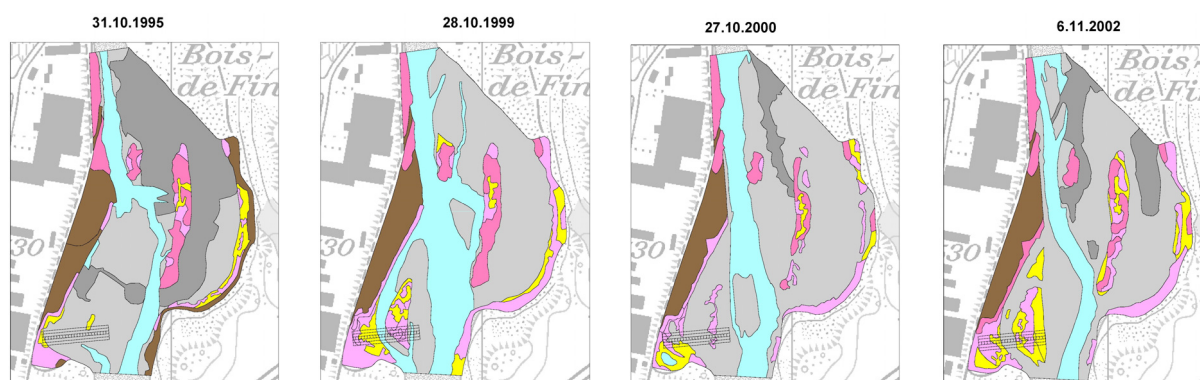 31.10.1995
28.10.1999
27.10.2000
6.11.2002
Bois-
de Fin
30
Bois-
de Fin
30
Bois-
de Fin
30
Bois-
de Fin
30